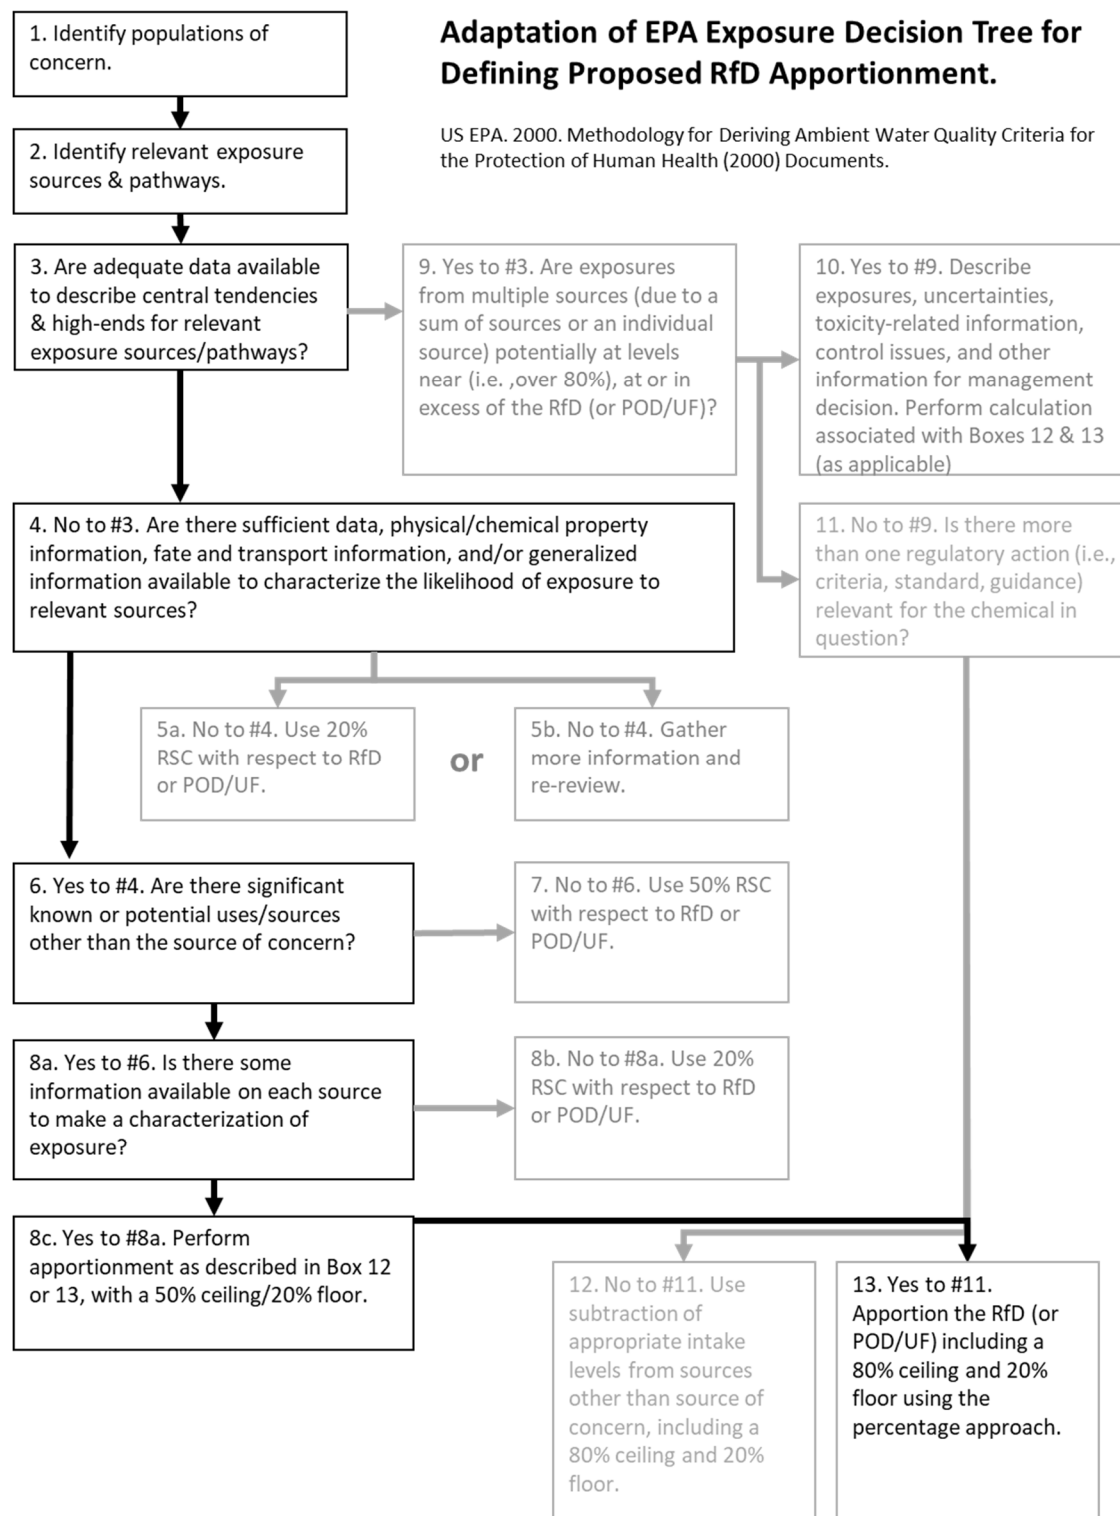 1. Identify populations of
concern.
Adaptation of EPA Exposure Decision Tree for
Defining Proposed RfD Apportionment.
US EPA. 2000. Methodology for Deriving Ambient Water Quality Criteria for
the Protection of Human Health (2000) Documents.
2. Identify relevant exposure
sources & pathways.
3. Are adequate data available
to describe central tendencies
& high-ends for relevant
exposure sources/pathways?
9. Yes to #3. Are exposures
from multiple sources (due to a
sum of sources or an individual
source) potentially at levels
near (i.e. ,over 80%), at or in
excess of the RfD (or POD/UF)?
10. Yes to #9. Describe
exposures, uncertainties,
toxicity-related information,
control issues, and other
information for management
decision. Perform calculation
associated with Boxes 12 & 13
(as applicable)
4. No to #3. Are there sufficient data, physical/chemical property
information, fate and transport information, and/or generalized
information available to characterize the likelihood of exposure to
relevant sources?
11. No to #9. Is there more
than one regulatory action (i.e.,
criteria, standard, guidance)
relevant for the chemical in
question?
5a. No to #4. Use 20%
RSC with respect to RfD
or POD/UF.
or
5b. No to #4. Gather
more information and
re-review.
6. Yes to #4. Are there significant
known or potential uses/sources
other than the source of concern?
7. No to #6. Use 50% RSC
with respect to RfD or
POD/UF.
8a. Yes to #6. Is there some
information available on each source
to make a characterization of
exposure?
8b. No to #8a. Use 20%
RSC with respect to RfD
or POD/UF.
8c. Yes to #8a. Perform
apportionment as described in Box 12
or 13, with a 50% ceiling/20% floor.
12. No to #11. Use
subtraction of
appropriate intake
levels from sources
other than source of
concern, including a
80% ceiling and 20%
floor.
13. Yes to #11.
Apportion the RfD (or
POD/UF) including a
80% ceiling and 20%
floor using the
percentage approach.